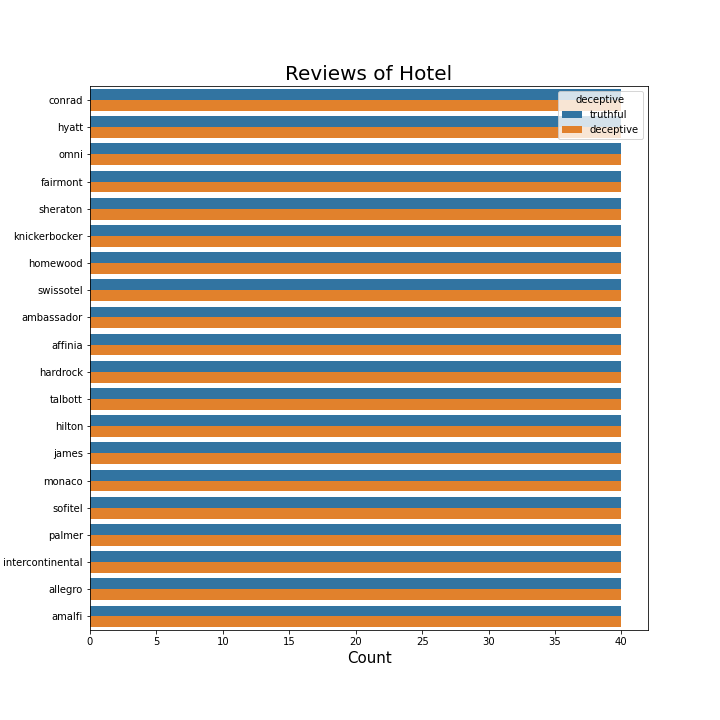 Reviews of Hotel
deceptive
truthful
deceptive
conrad
hyatt
omni
fairmont
sheraton
knickerbocker
homewood
swissotel
ambassador
affinia
hardrock
talbott
hilton
james
monaco
sofitel
palmer
intercontinental
allegro
amalfi
0 5 10 15 20 25 30 35 40
Count